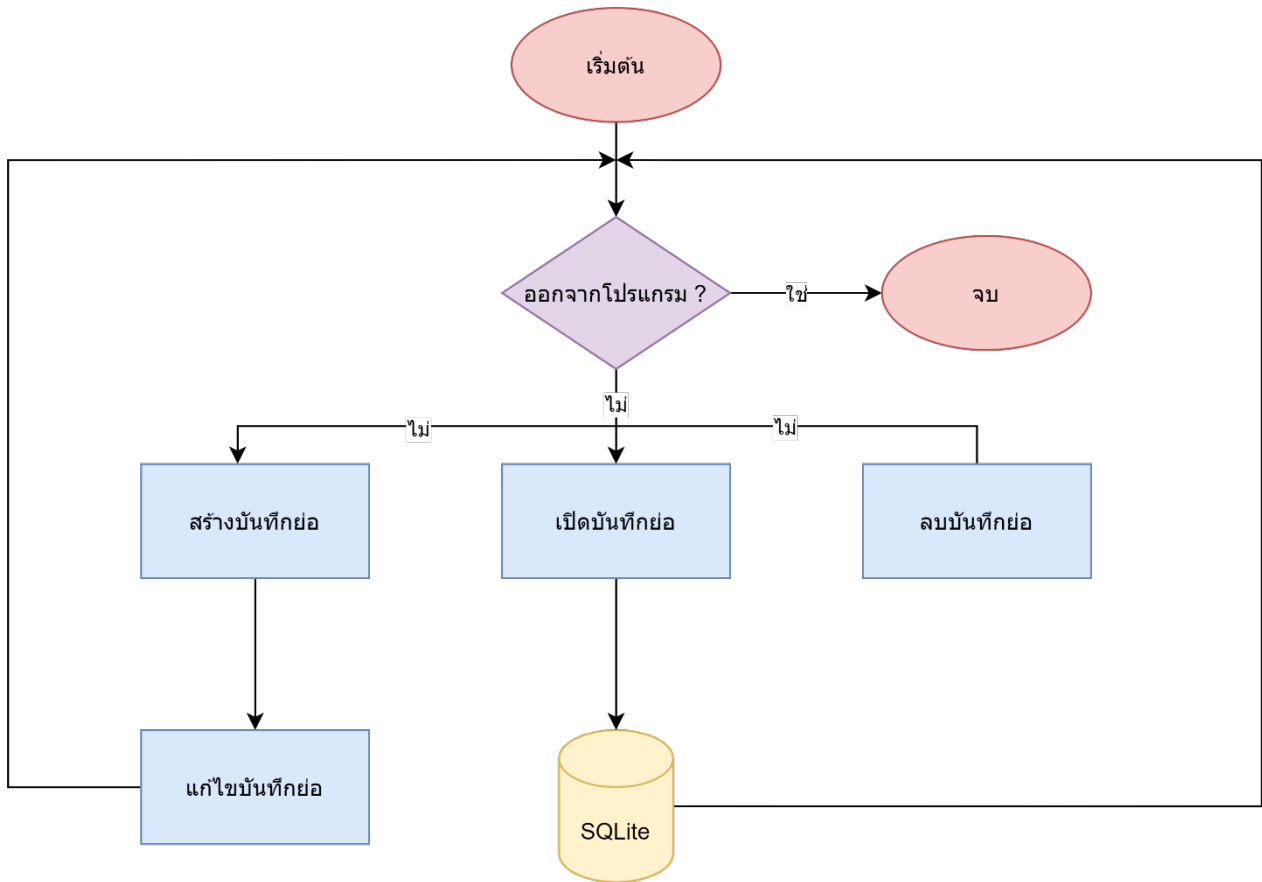 เริ่มต้น
ออกจากโปรแกรม ?
ใช่
จบ
ไม่
ไม่
ไม่
สร้างบันทึกย่อ
เปิดบันทึกย่อ
ลบบันทึกย่อ
แก้ไขบันทึกย่อ
SQLite